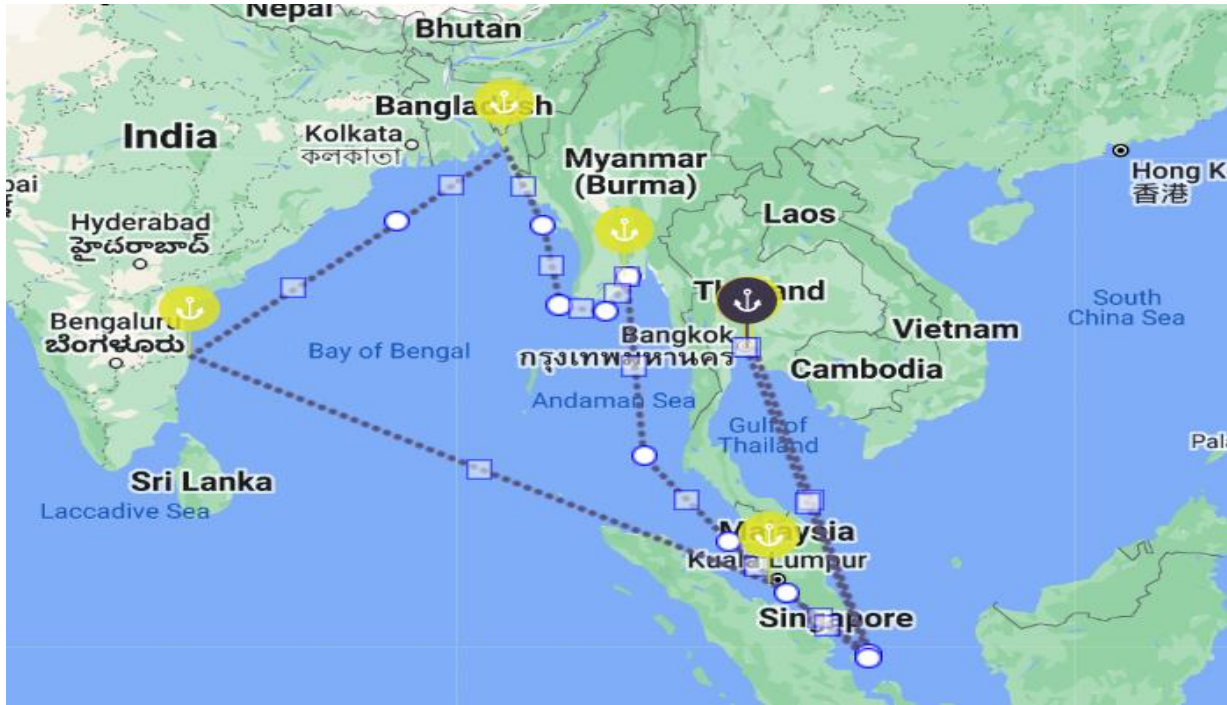 Nepal
Bhutan
Bangladesh
India
Kolkata
কলকাতা
Myanmar
(Burma)
Hong K
香港
Hyderabad
హైదరాబాద్
Laos
Thailand
South
China Sea
Bengaluru
ಬೆಂಗಳೂರು
Bangkok
กรุงเทพมหานคร
Vietnam
Bay of Bengal
Cambodia
Andaman Sea
Gulf of
Thailand
Pal
Sri Lanka
Laccadive Sea
Malaysia
Kuala Lumpur
Singapore